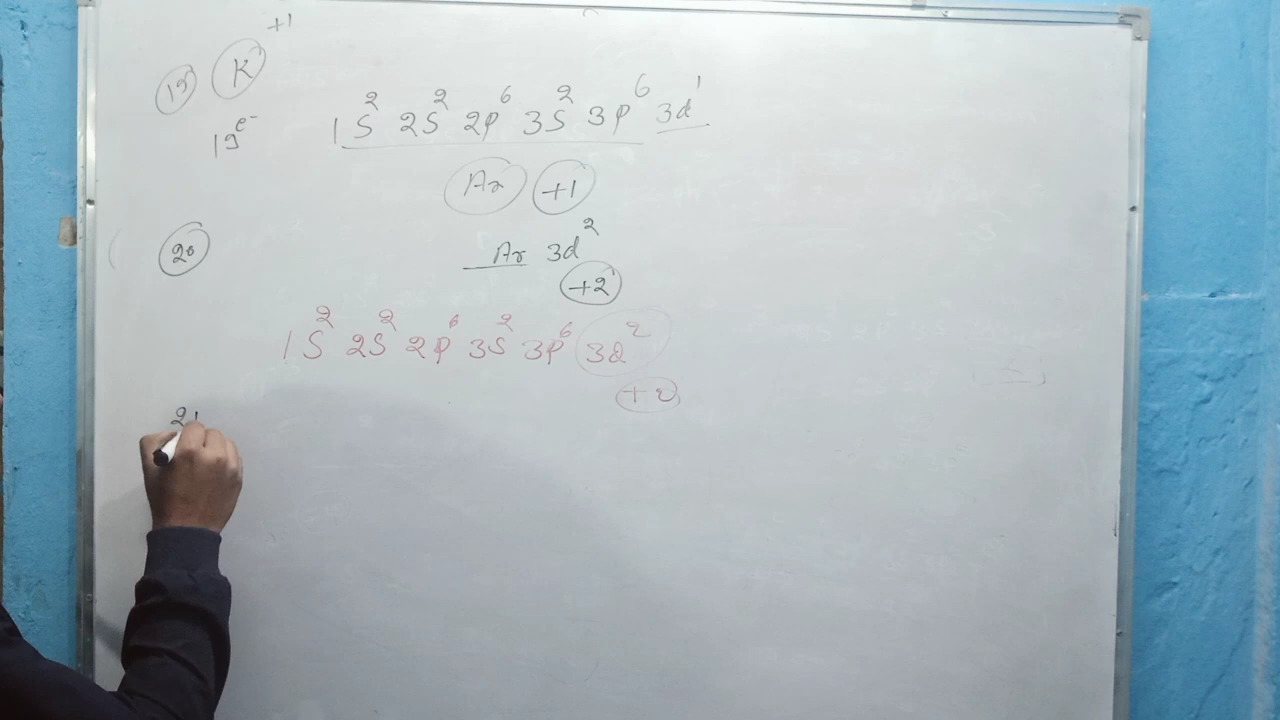 19 K +1
19 e-
1S² 2S² 2p⁶ 3S² 3p⁶ 3d¹
Ar +1
20
Ar 3d²
+2
1S² 2S² 2p⁶ 3S² 3p⁶ 3d²
+2
21